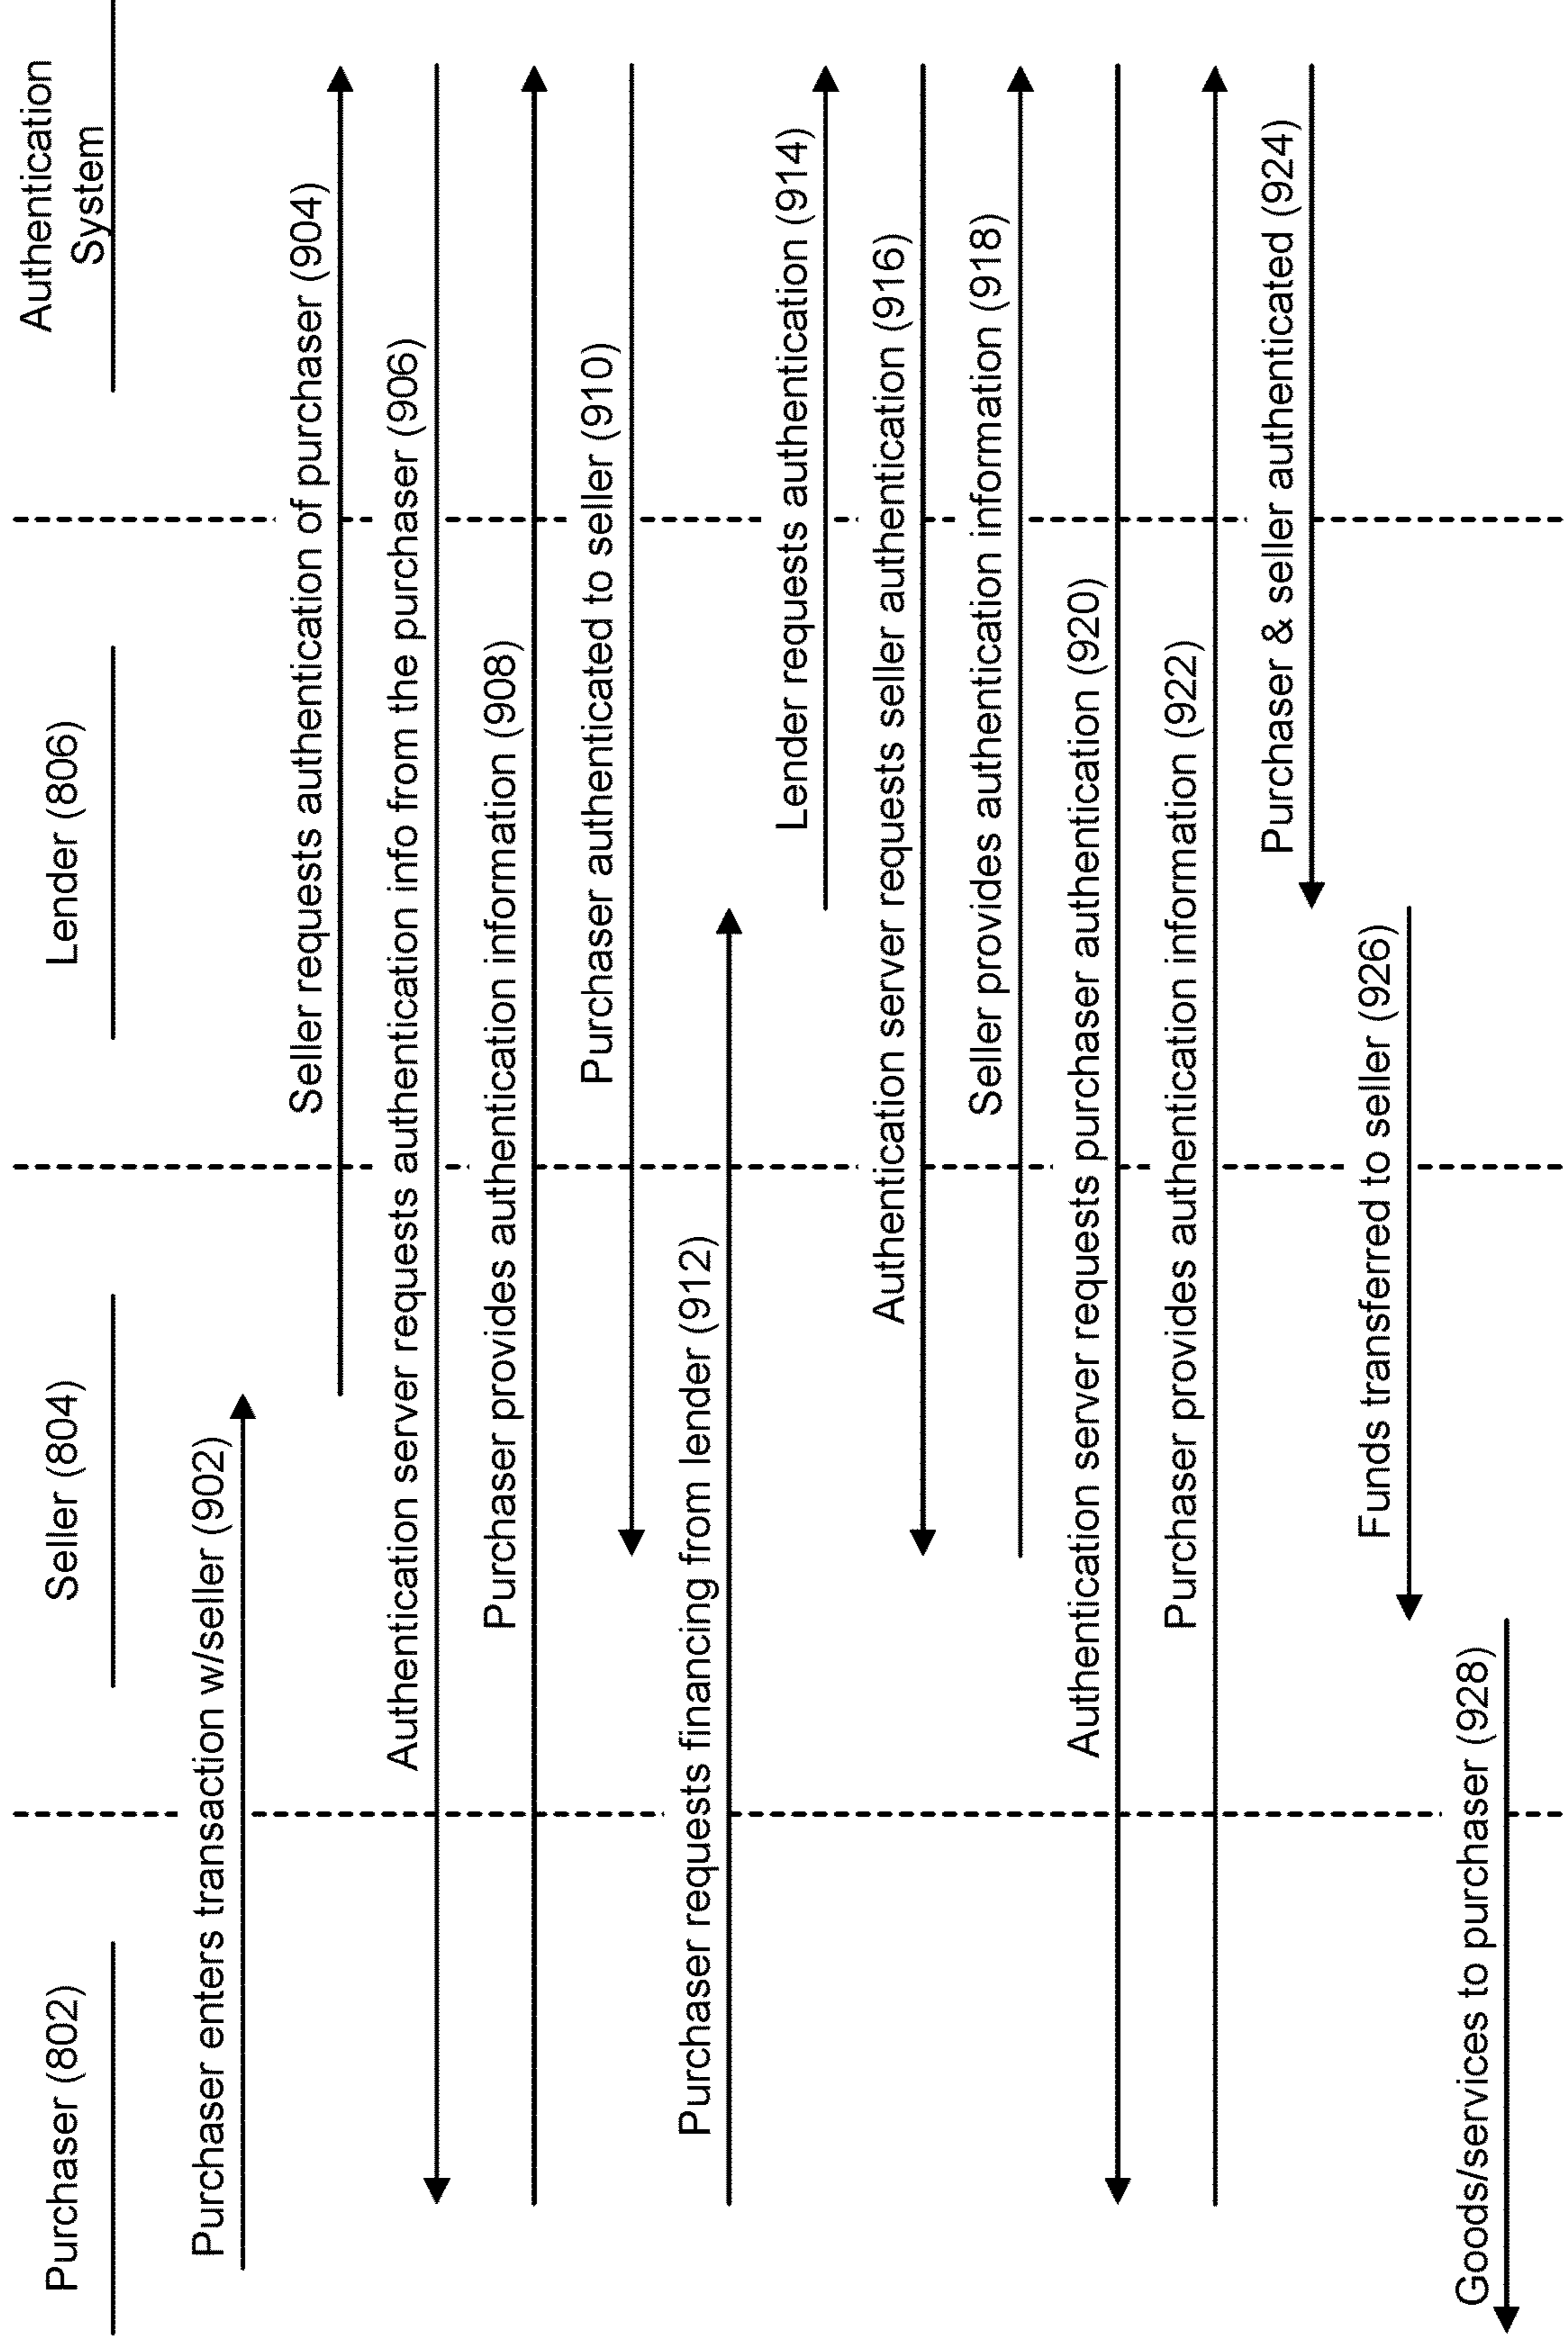 Purchaser (802)
Seller (804)
Lender (806)
Authentication
System
Purchaser enters transaction w/seller (902)
Seller requests authentication of purchaser (904)
Authentication server requests authentication info from the purchaser (906)
Purchaser provides authentication information (908)
Purchaser authenticated to seller (910)
Purchaser requests financing from lender (912)
Lender requests authentication (914)
Authentication server requests seller authentication (916)
Seller provides authentication information (918)
Authentication server requests purchaser authentication (920)
Purchaser provides authentication information (922)
Purchaser & seller authenticated (924)
Funds transferred to seller (926)
Goods/services to purchaser (928)